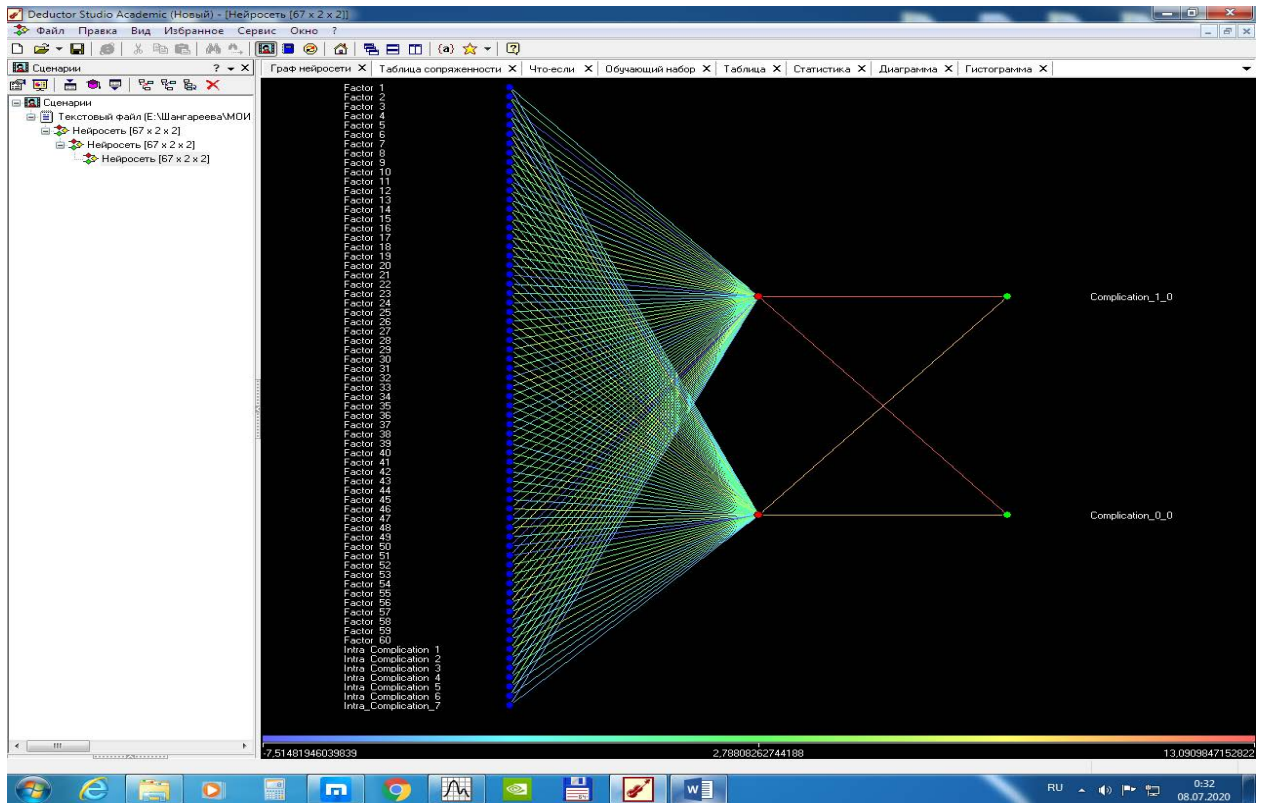 Deductor Studio Academic (Новый) - [Нейросеть [67 x 2 x 2]]
Файл Правка Вид Избранное Сервис Окно ?
Сценарии ?
Граф нейросети Таблица сопряженности Что-если Обучающий набор Таблица Статистика Диаграмма Гистограмма
Сценарии
Текстовый файл (E:\Шангареева\МОИ
Нейросеть [67 x 2 x 2]
Нейросеть [67 x 2 x 2]
Нейросеть [67 x 2 x 2]
Factor 1
Factor 2
Factor 3
Factor 4
Factor 5
Factor 6
Factor 7
Factor 8
Factor 9
Factor 10
Factor 11
Factor 12
Factor 13
Factor 14
Factor 15
Factor 16
Factor 17
Factor 18
Factor 19
Factor 20
Factor 21
Factor 22
Factor 23
Factor 24
Factor 25
Factor 26
Factor 27
Factor 28
Factor 29
Factor 30
Factor 31
Factor 32
Factor 33
Factor 34
Factor 35
Factor 36
Factor 37
Factor 38
Factor 39
Factor 40
Factor 41
Factor 42
Factor 43
Factor 44
Factor 45
Factor 46
Factor 47
Factor 48
Factor 49
Factor 50
Factor 51
Factor 52
Factor 53
Factor 54
Factor 55
Factor 56
Factor 57
Factor 58
Factor 59
Factor 60
Intra Complication 1
Intra Complication 2
Intra Complication 3
Intra Complication 4
Intra Complication 5
Intra Complication 6
Intra_Complication_7
Complication_1_0
Complication_0_0
-7,51481946039839 2,78808262744188 13,0909847152822
RU 0:32
08.07.2020